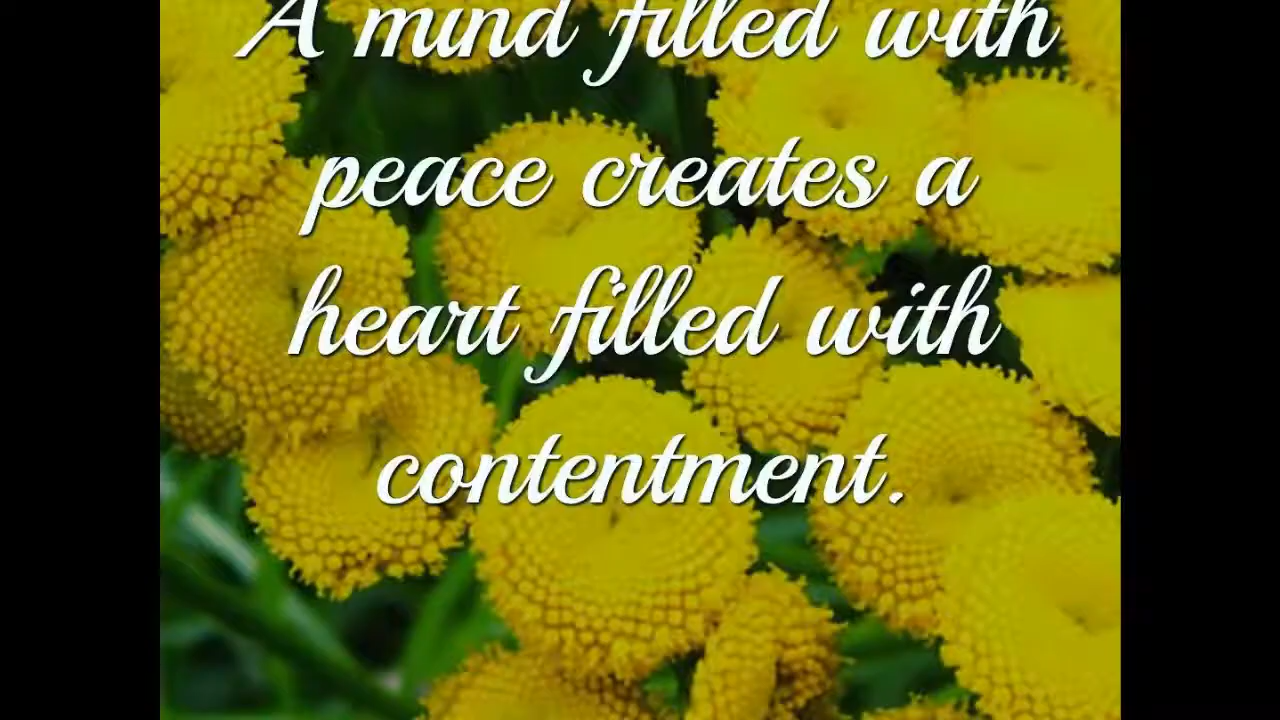 A mind filled with
peace creates a
heart filled with
contentment.